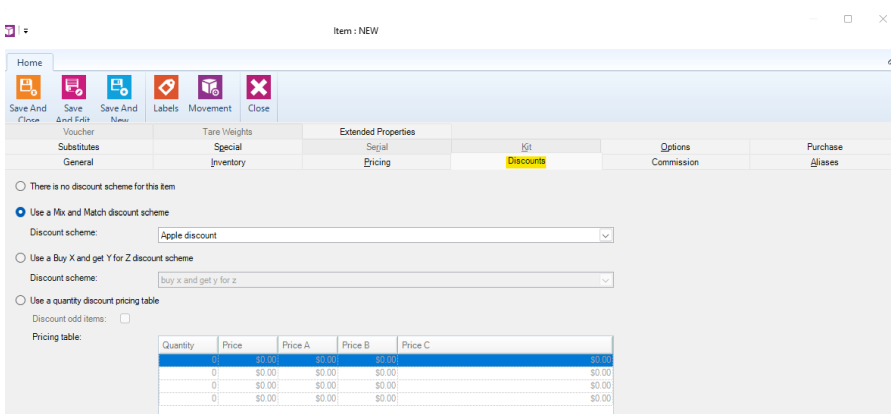 Item : NEW
Home
Save And Close
Save And Edit
Save And New
Labels
Movement
Close
Voucher
Tare Weights
Extended Properties
Substitutes
Special
Serial
Kit
Options
Purchase
General
Inventory
Pricing
Discounts
Commission
Aliases
There is no discount scheme for this item
Use a Mix and Match discount scheme
Discount scheme: Apple discount
Use a Buy X and get Y for Z discount scheme
Discount scheme: buy x and get y for z
Use a quantity discount pricing table
Discount odd items:
Pricing table:
Quantity Price Price A Price B Price C
0 $0.00 $0.00 $0.00 $0.00
0 $0.00 $0.00 $0.00 $0.00
0 $0.00 $0.00 $0.00 $0.00
0 $0.00 $0.00 $0.00 $0.00